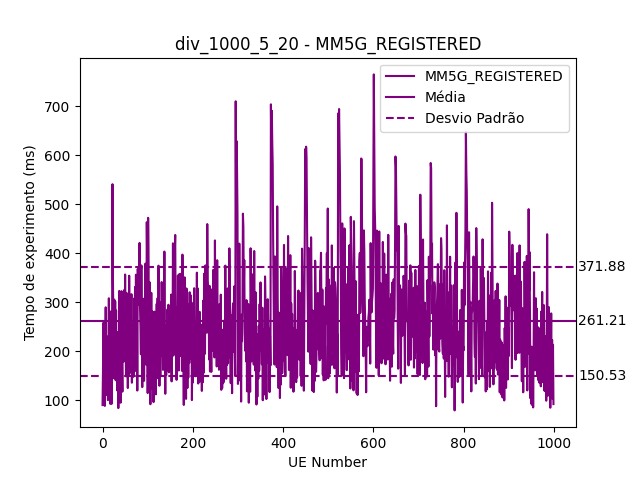 div_1000_5_20 - MM5G_REGISTERED
MM5G_REGISTERED
Média
Desvio Padrão
Tempo de experimento (ms)
700
600
500
400
300
200
100
371.88
261.21
150.53
0
200
400
600
800
1000
UE Number